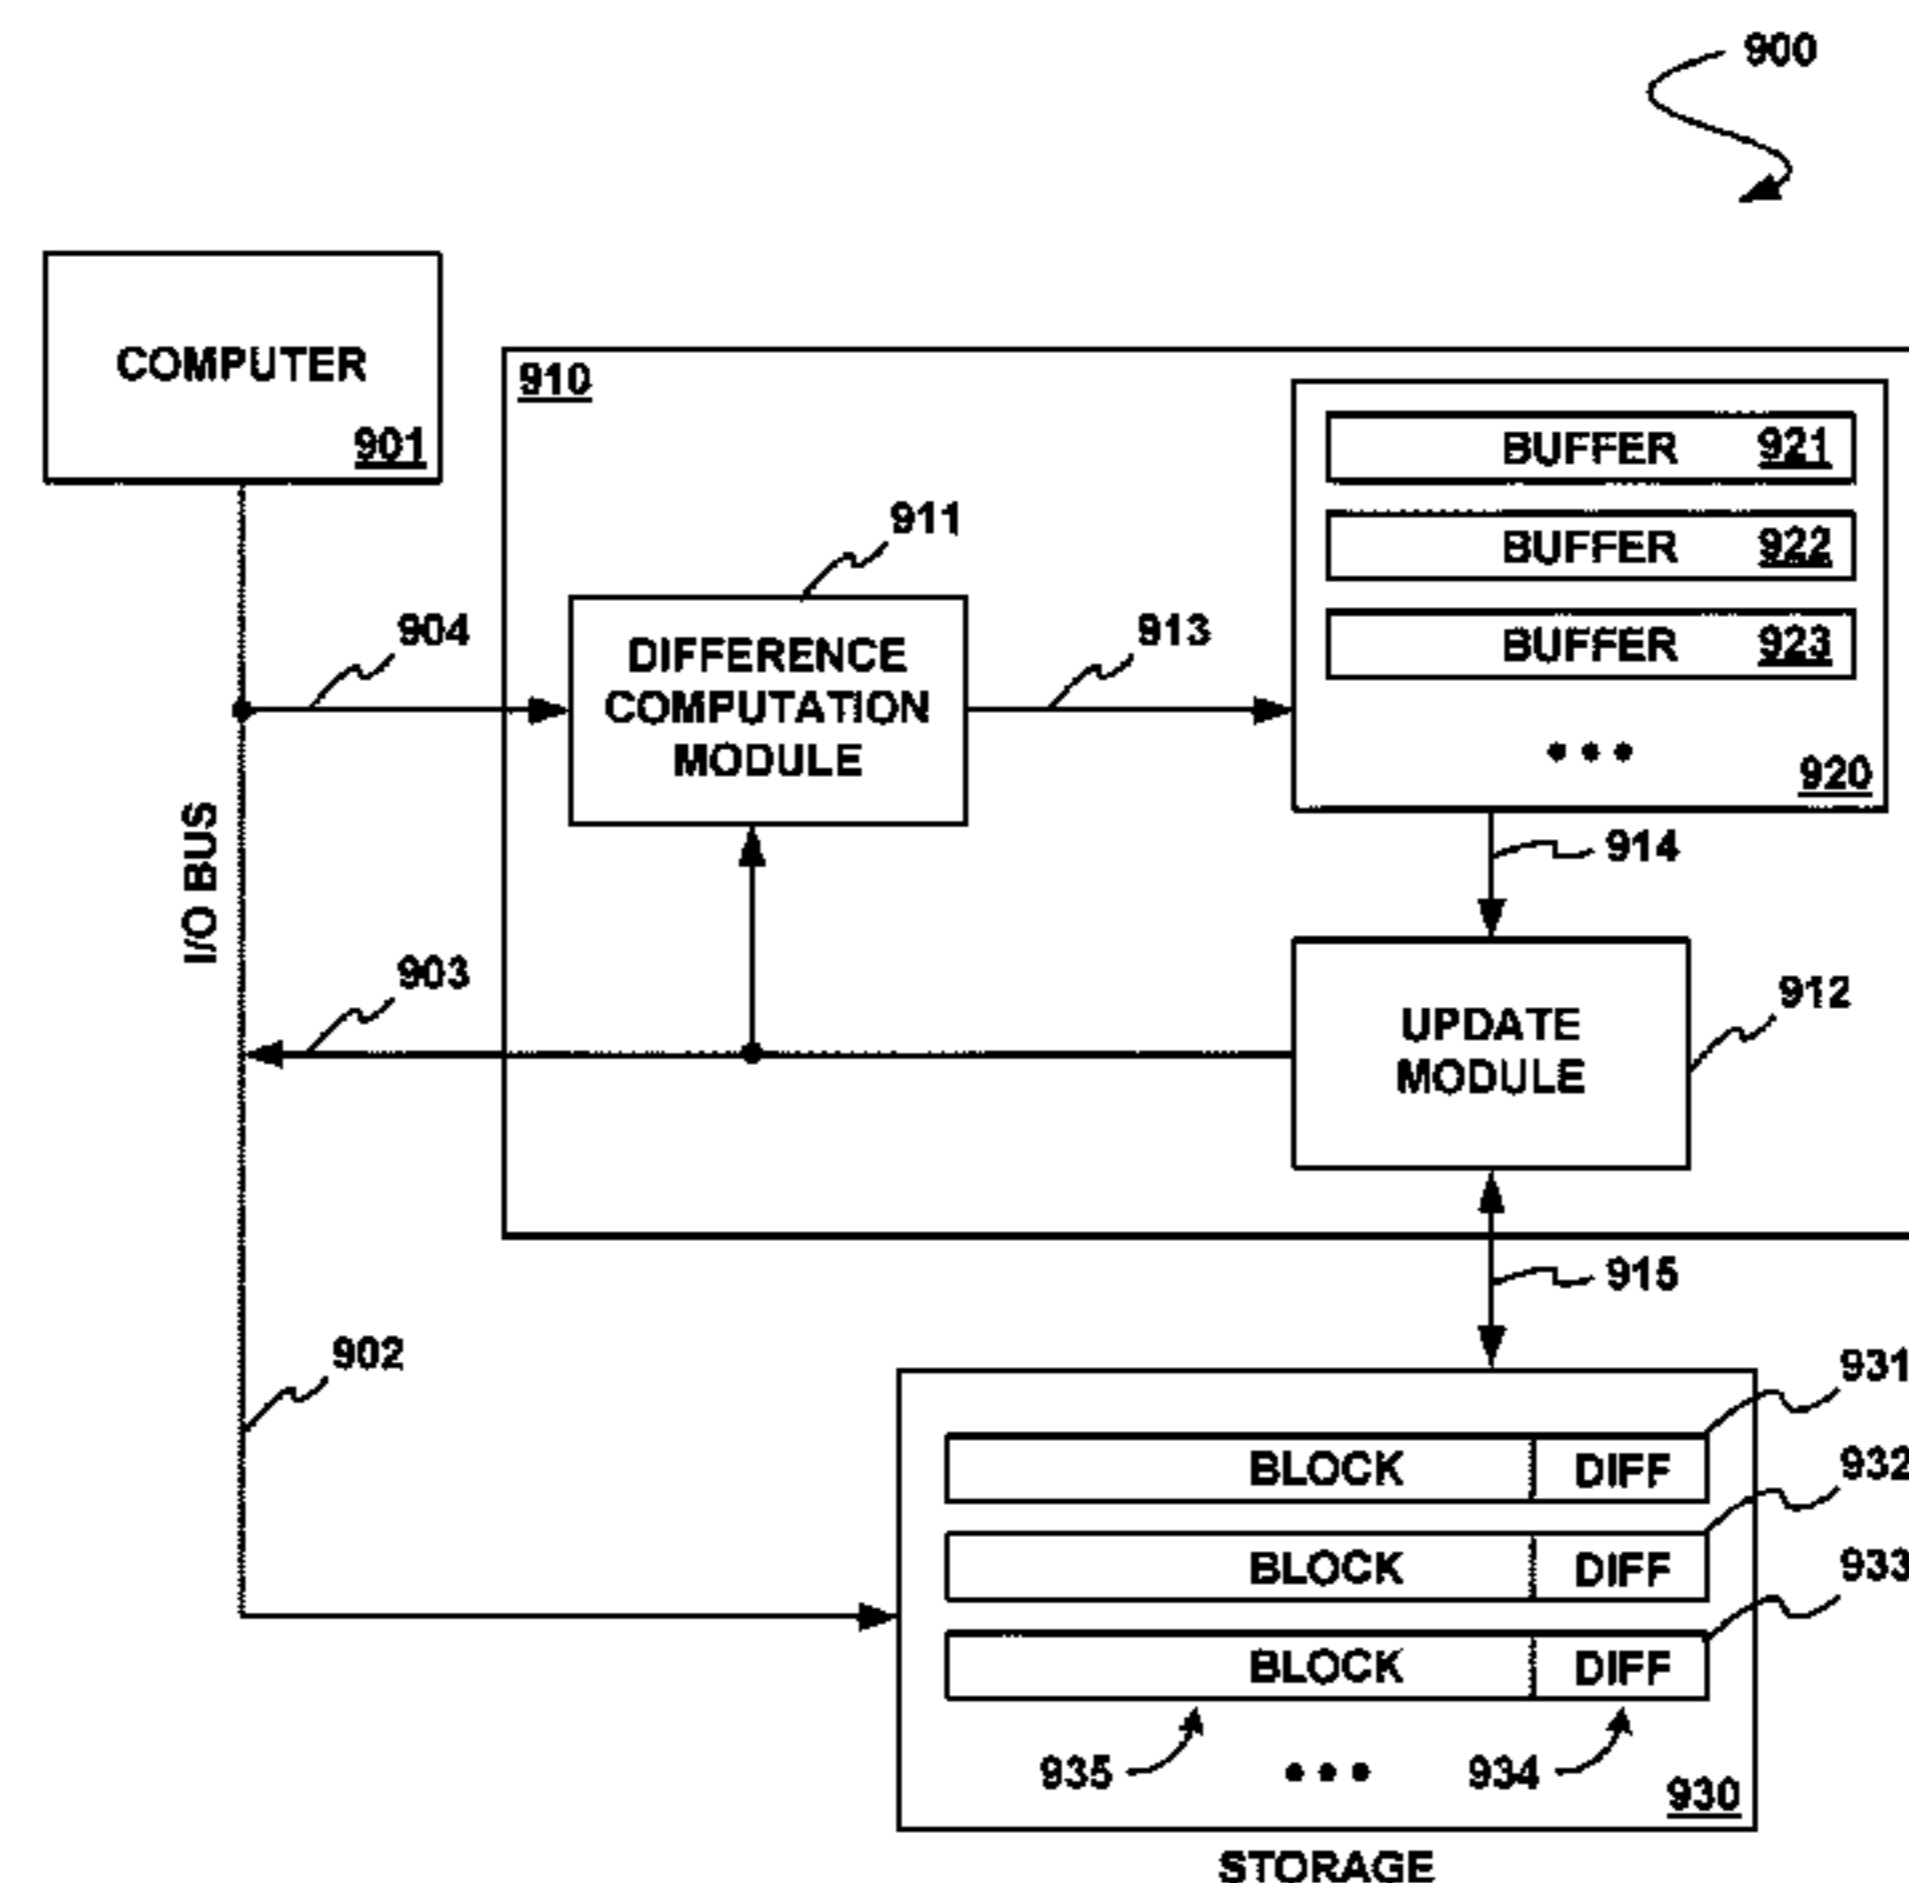 900
COMPUTER
901
910
BUFFER 921
BUFFER 922
BUFFER 923
920
911
904
DIFFERENCE
COMPUTATION
MODULE
913
I/O BUS
914
903
UPDATE
MODULE
912
915
902
931
BLOCK DIFF
932
BLOCK DIFF
933
BLOCK DIFF
935
934
930
STORAGE